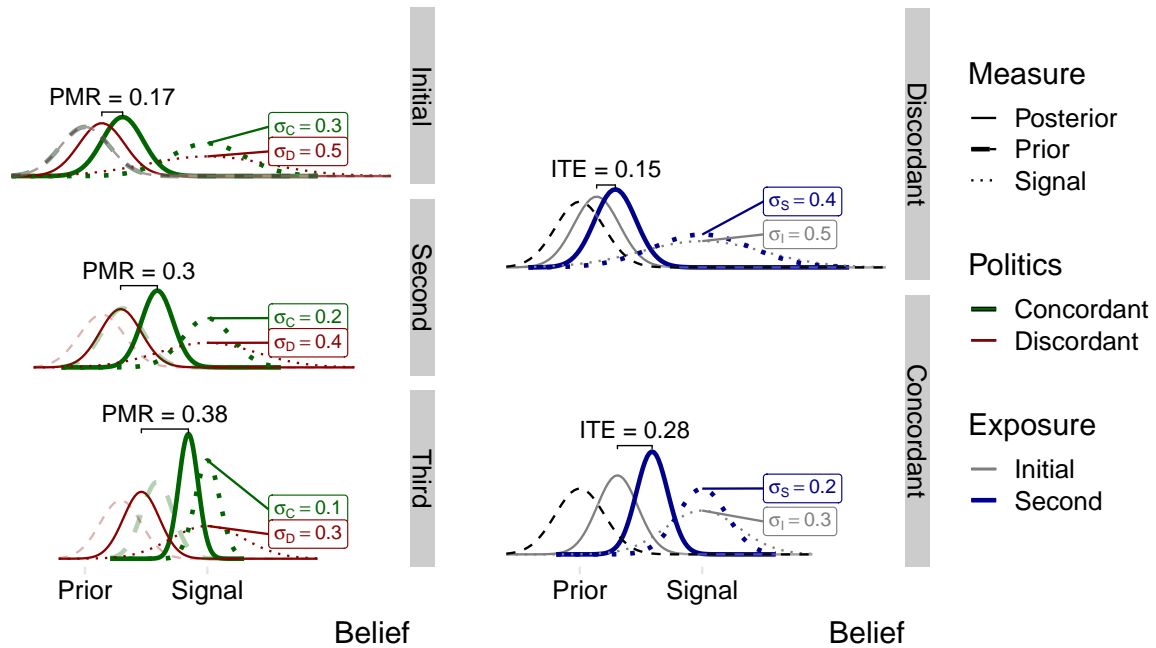 Initial
PMR = 0.17
σC = 0.3
σD = 0.5
Second
PMR = 0.3
σC = 0.2
σD = 0.4
Third
PMR = 0.38
σC = 0.1
σD = 0.3
Prior
Signal
Belief
Discordant
ITE = 0.15
σS = 0.4
σI = 0.5
Concordant
ITE = 0.28
σS = 0.2
σI = 0.3
Prior
Signal
Belief
Measure
Posterior
Prior
Signal
Politics
Concordant
Discordant
Exposure
Initial
Second